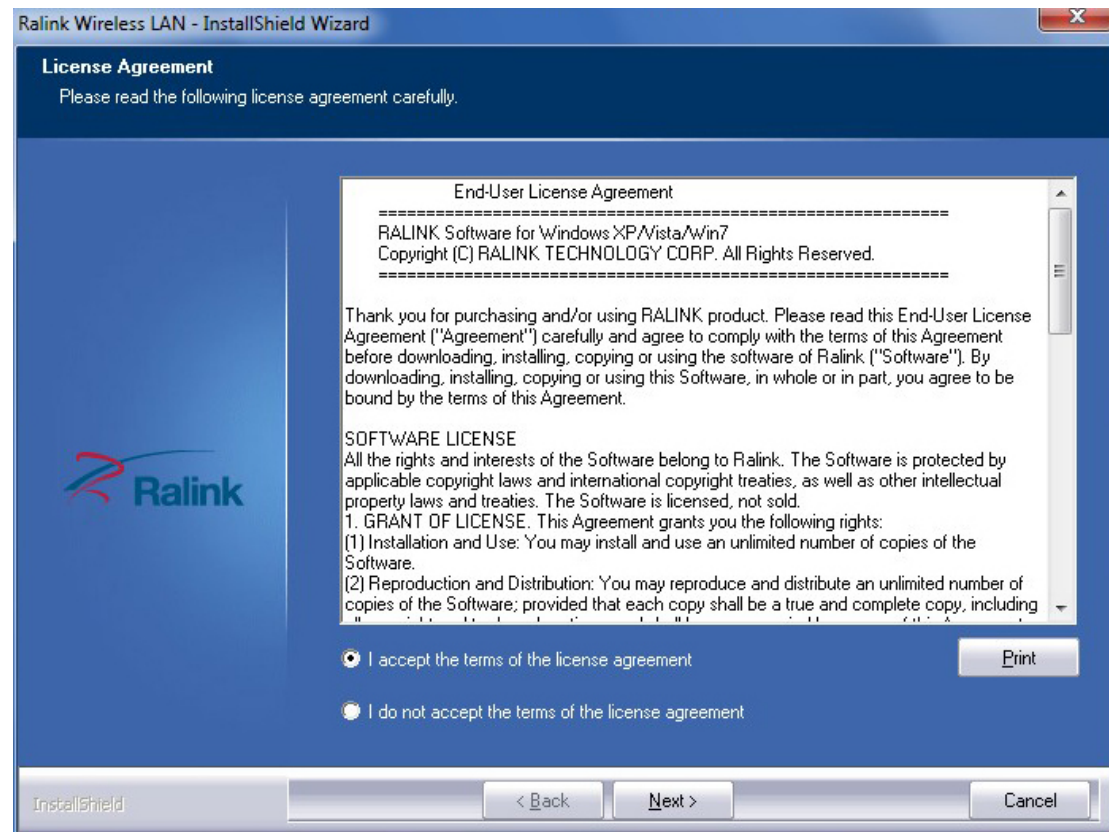 Ralink Wireless LAN - InstallShield Wizard
License Agreement
Please read the following license agreement carefully.
End-User License Agreement
============================================================
RALINK Software for Windows XP/Vista/Win7
Copyright (C) RALINK TECHNOLOGY CORP. All Rights Reserved.
============================================================
Thank you for purchasing and/or using RALINK product. Please read this End-User License
Agreement ("Agreement") carefully and agree to comply with the terms of this Agreement
before downloading, installing, copying or using the software of Ralink ("Software"). By
downloading, installing, copying or using this Software, in whole or in part, you agree to be
bound by the terms of this Agreement.
SOFTWARE LICENSE
All the rights and interests of the Software belong to Ralink. The Software is protected by
applicable copyright laws and international copyright treaties, as well as other intellectual
property laws and treaties. The Software is licensed, not sold.
1. GRANT OF LICENSE. This Agreement grants you the following rights:
(1) Installation and Use: You may install and use an unlimited number of copies of the
Software.
(2) Reproduction and Distribution: You may reproduce and distribute an unlimited number of
copies of the Software; provided that each copy shall be a true and complete copy, including
Ralink
I accept the terms of the license agreement
Print
I do not accept the terms of the license agreement
InstallShield
< Back
Next >
Cancel